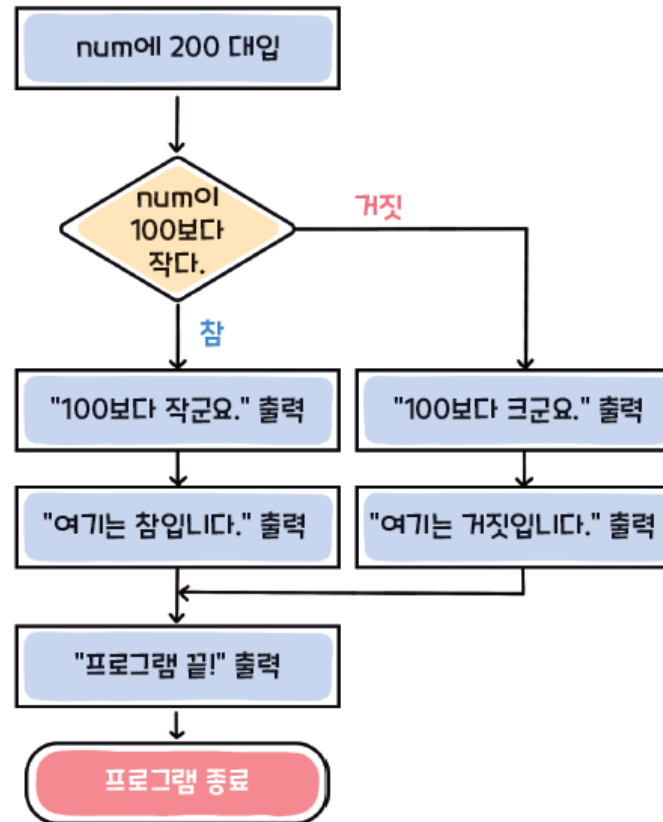 num에 200 대입
num이
100보다
작다.
거짓
참
"100보다 작군요." 출력
"100보다 크군요." 출력
"여기는 참입니다." 출력
"여기는 거짓입니다." 출력
"프로그램 끝!" 출력
프로그램 종료